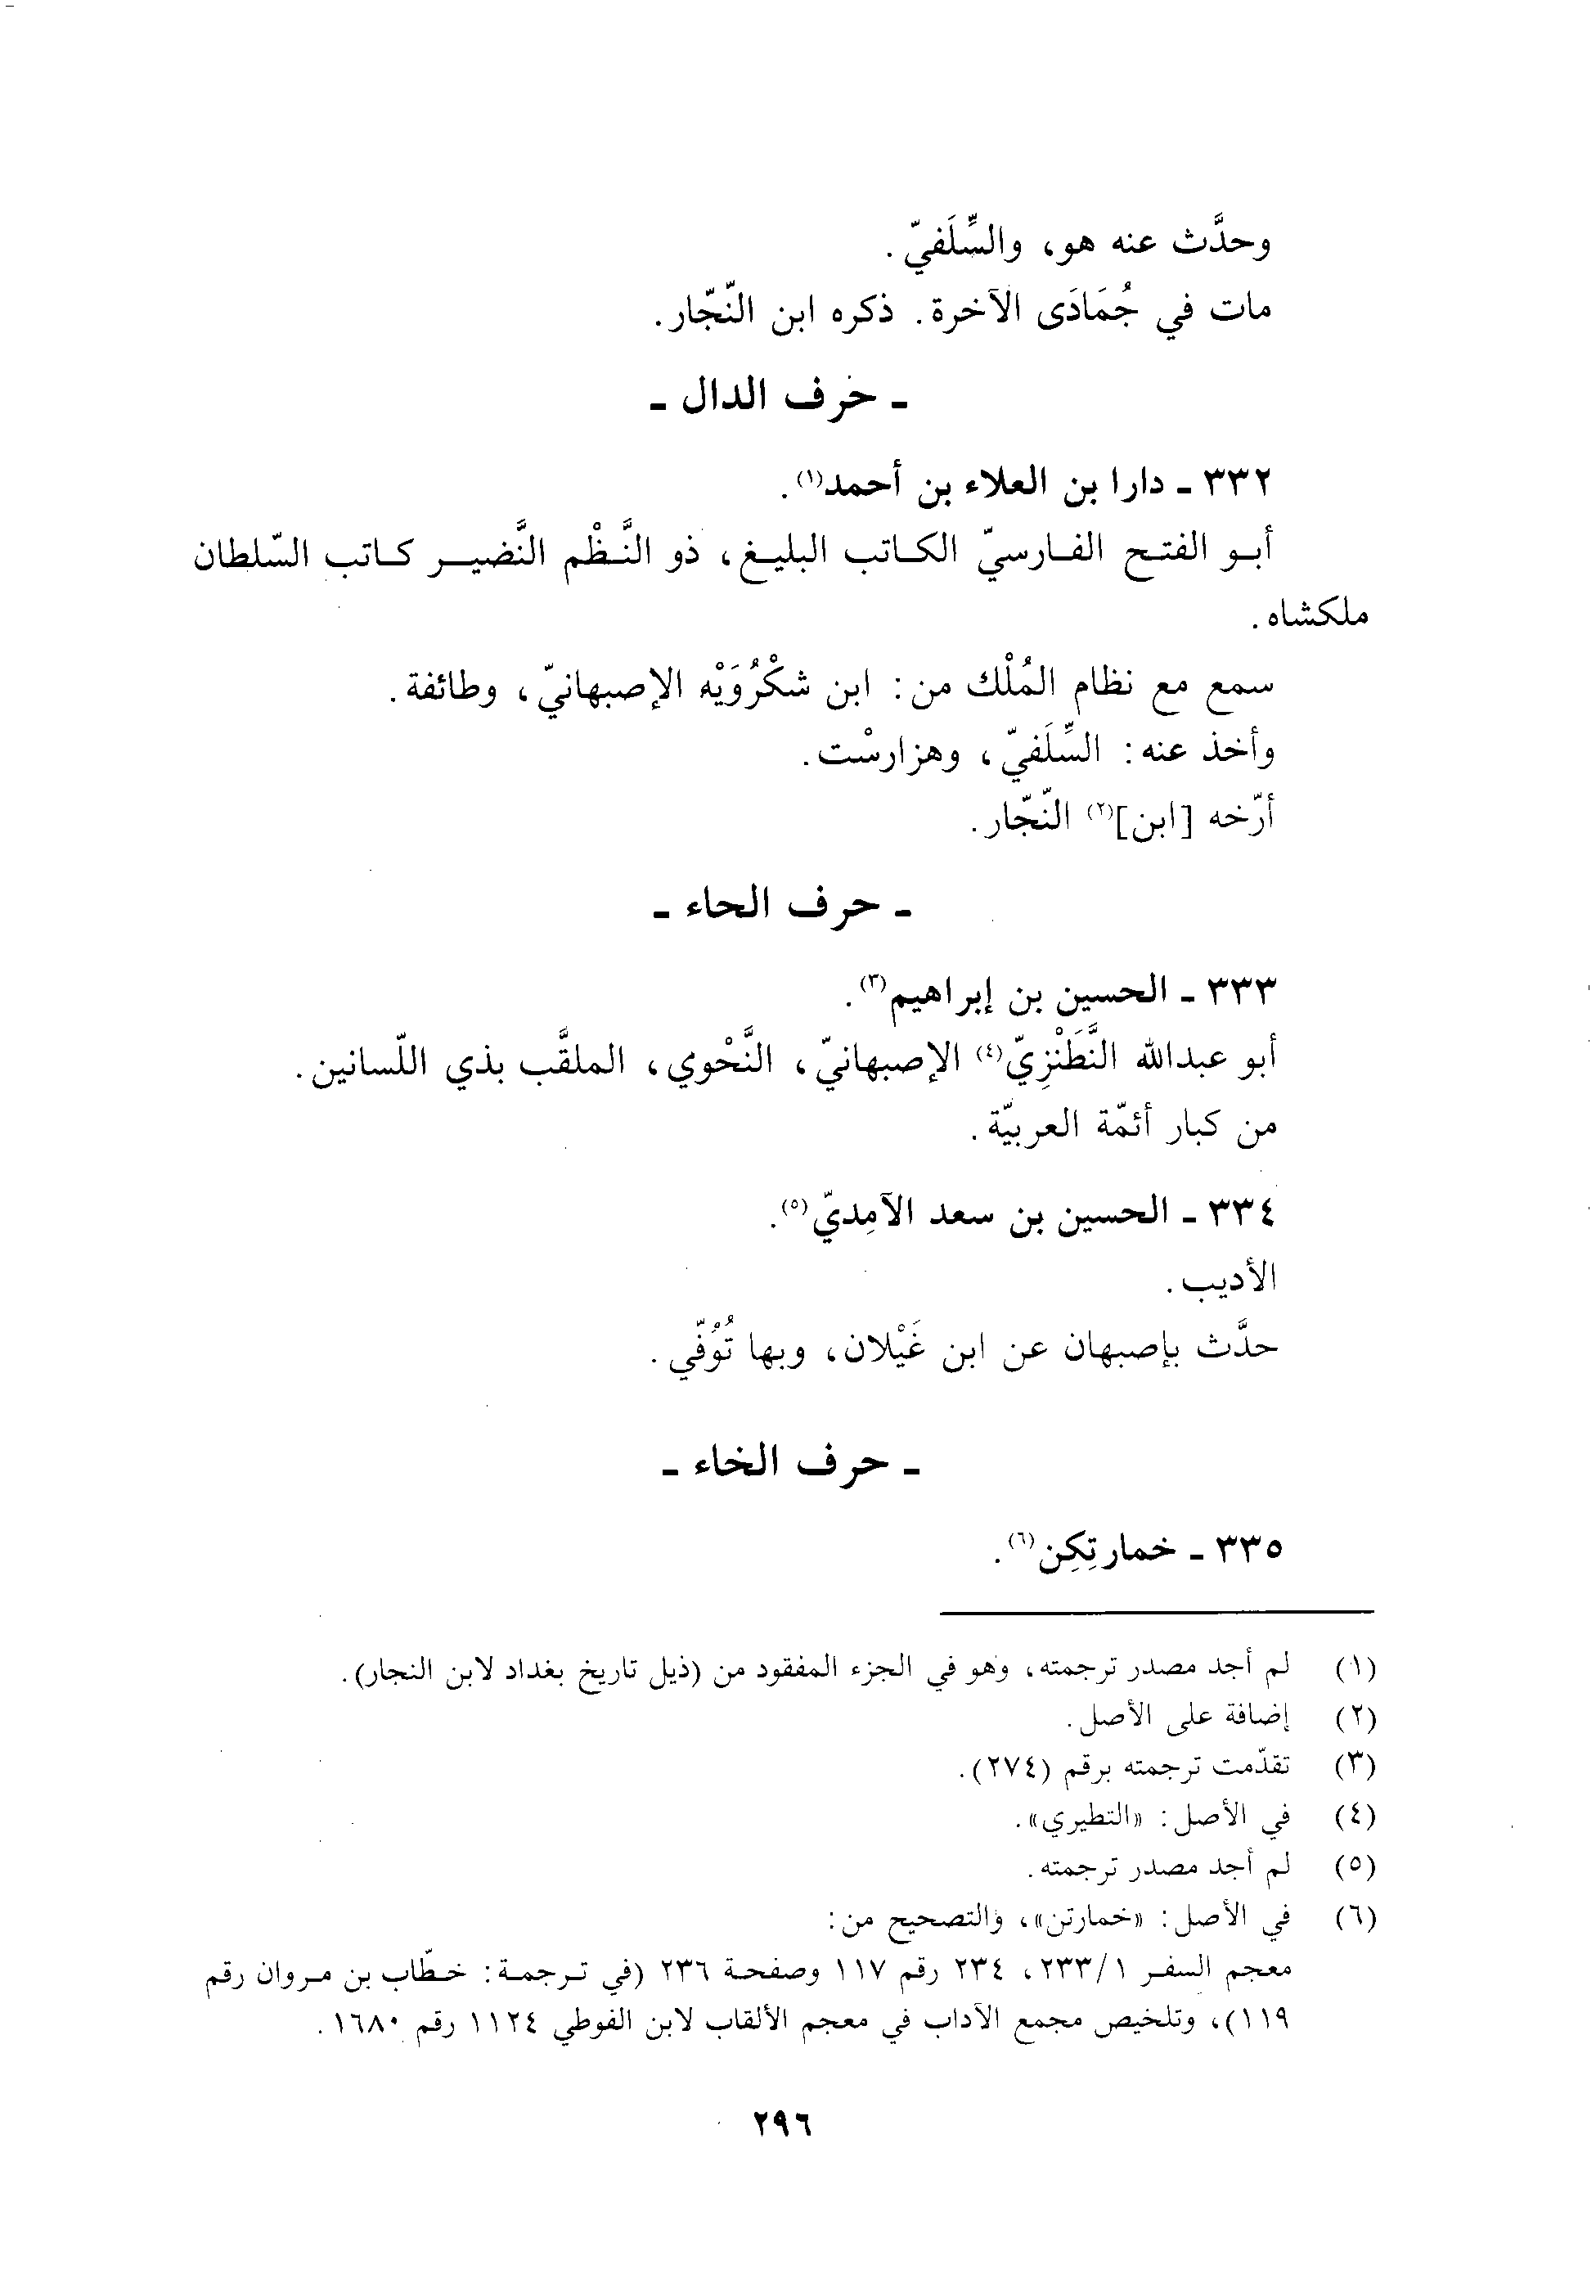 وحدَّث عنه هو، والسِّلَفيّ.
مات في جُمَادَى الآخرة. ذكره ابن النّجّار.
ـ حرف الدال ـ
٣٣٢ ـ دارا بن العلاء بن أحمد(١).
أبو الفتح الفارسيّ الكاتب البليغ، ذو النَّظْم النَّضير كاتب السّلطان
ملكشاه.
سمع مع نظام المُلْك من: ابن شكْرُوَيْه الإصبهانيّ، وطائفة.
وأخذ عنه: السِّلَفيّ، وهزارسْت.
أرّخه [ابن](٢) النّجّار.
ـ حرف الحاء ـ
٣٣٣ ـ الحسين بن إبراهيم(٣).
أبو عبدالله النَّطَنْزِيّ(٤) الإصبهانيّ، النَّحْوي، الملقَّب بذي اللّسانين.
من كبار أئمّة العربيّة.
٣٣٤ ـ الحسين بن سعد الآمِديّ(٥).
الأديب.
حدَّث بإصبهان عن ابن غَيْلان، وبها تُوُفّي.
ـ حرف الخاء ـ
٣٣٥ ـ خمارتِكِن(٦).
(١) لم أجد مصدر ترجمته، وهو في الجزء المفقود من (ذيل تاريخ بغداد لابن النجار).
(٢) إضافة على الأصل.
(٣) تقدّمت ترجمته برقم (٢٧٤).
(٤) في الأصل: «التطيري».
(٥) لم أجد مصدر ترجمته.
(٦) في الأصل: «خمارتن»، والتصحيح من:
معجم السفر ١/٢٣٣، ٢٣٤ رقم ١١٧ وصفحة ٢٣٦ (في ترجمة: خطّاب بن مروان رقم
١١٩)، وتلخيص مجمع الآداب في معجم الألقاب لابن الفوطي ١١٢٤ رقم ١٦٨٠.
٢٩٦